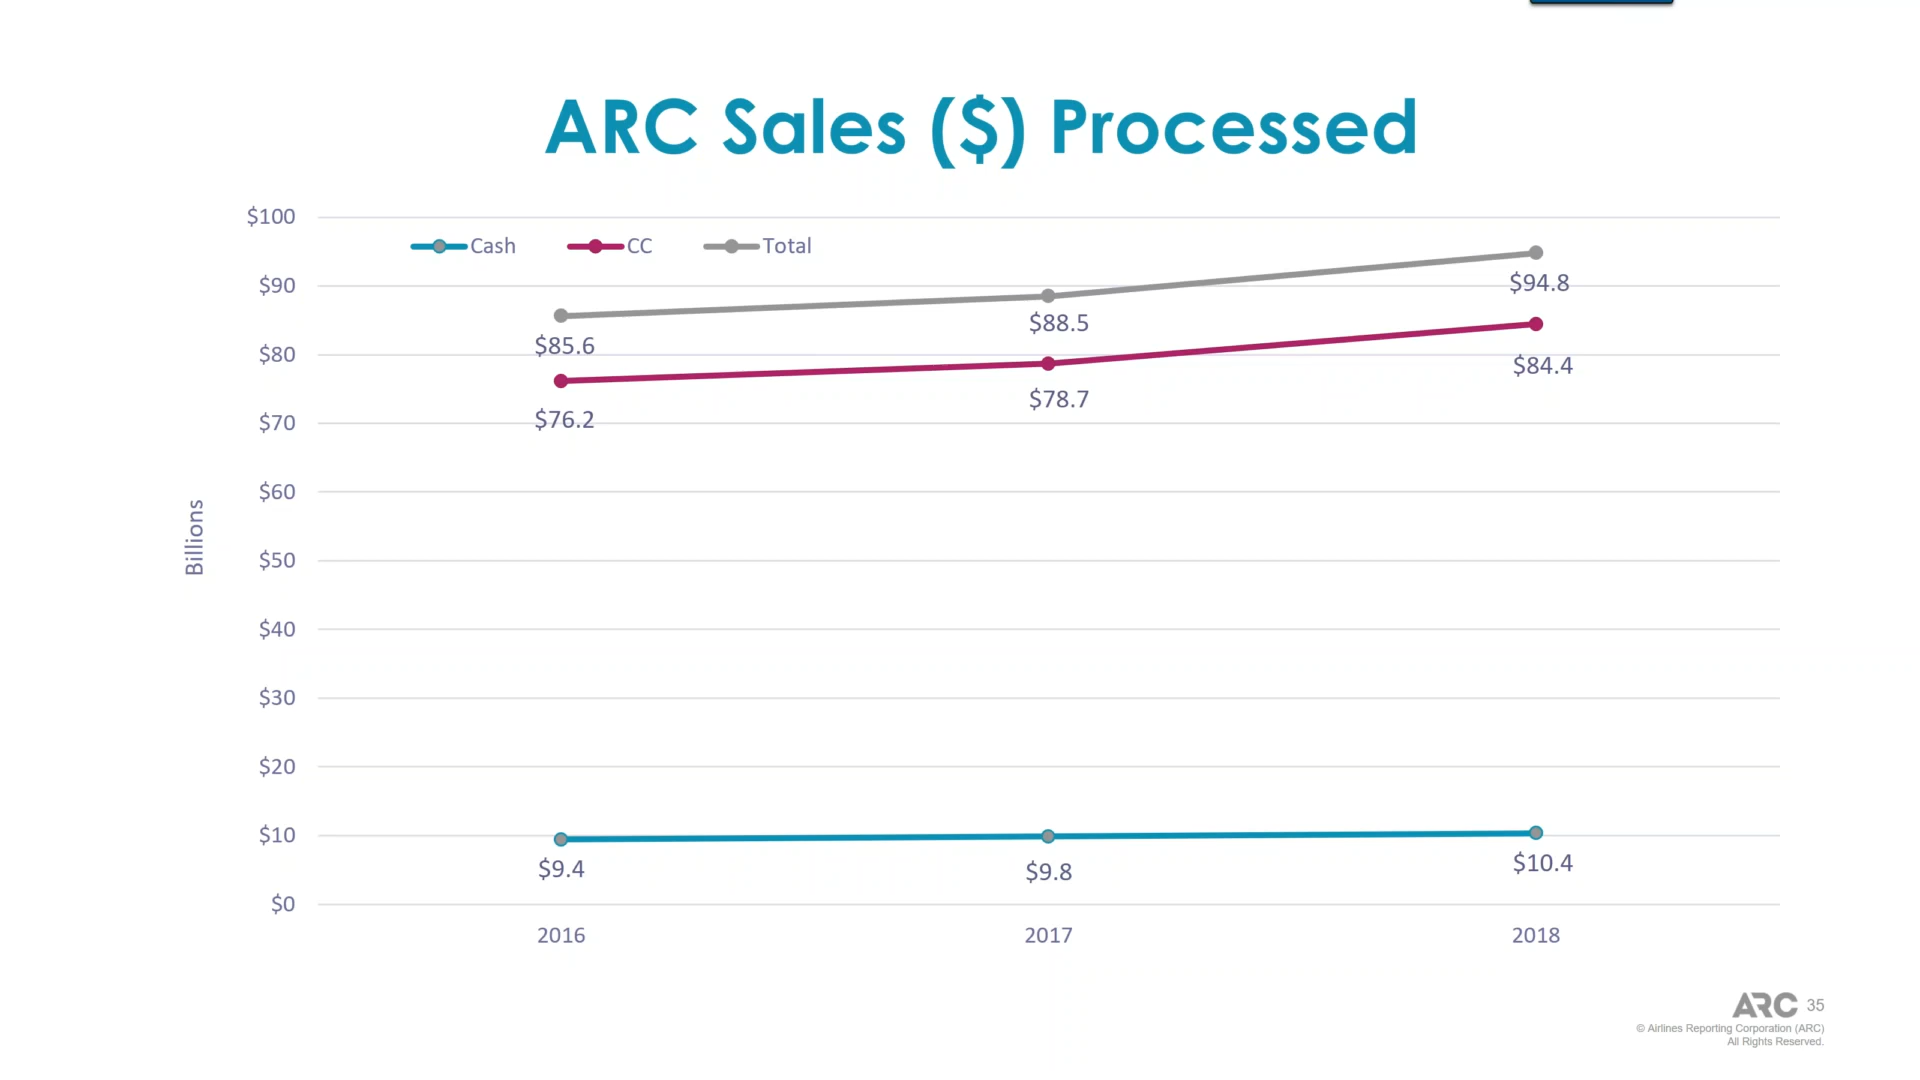 ARC Sales ($) Processed
$100
$90
$80
$70
$60
$50
$40
$30
$20
$10
$0
Billions
Cash CC Total
$85.6 $88.5 $94.8
$76.2 $78.7 $84.4
$9.4 $9.8 $10.4
2016 2017 2018
ARC 35
© Airlines Reporting Corporation (ARC)
All Rights Reserved.